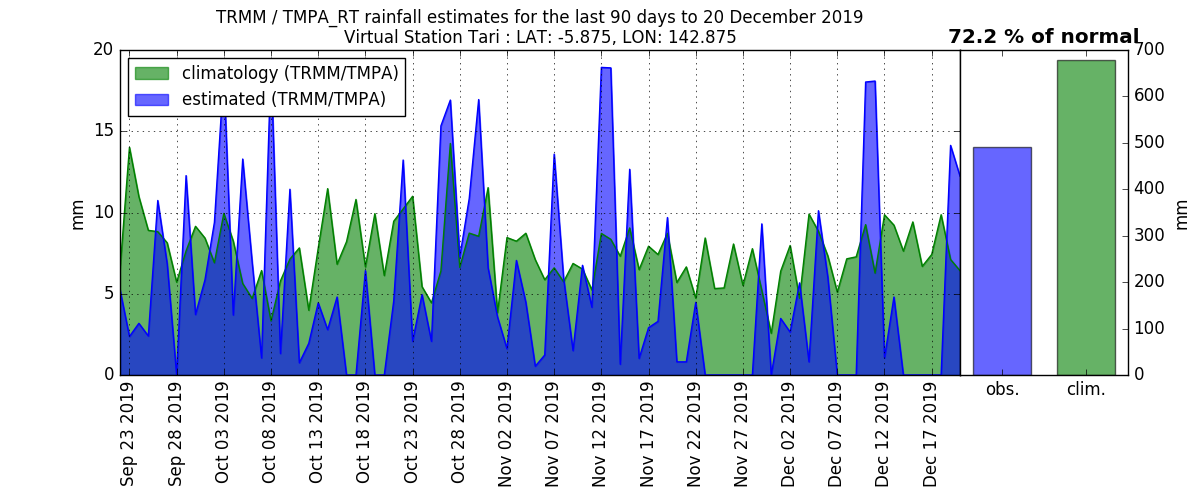 TRMM / TMPA_RT rainfall estimates for the last 90 days to 20 December 2019
Virtual Station Tari : LAT: -5.875, LON: 142.875
72.2 % of normal
climatology (TRMM/TMPA)
estimated (TRMM/TMPA)
mm
20
15
10
5
0
Sep 23 2019
Sep 28 2019
Oct 03 2019
Oct 08 2019
Oct 13 2019
Oct 18 2019
Oct 23 2019
Oct 28 2019
Nov 02 2019
Nov 07 2019
Nov 12 2019
Nov 17 2019
Nov 22 2019
Nov 27 2019
Dec 02 2019
Dec 07 2019
Dec 12 2019
Dec 17 2019
obs.
clim.
700
600
500
400
300
200
100
0
mm